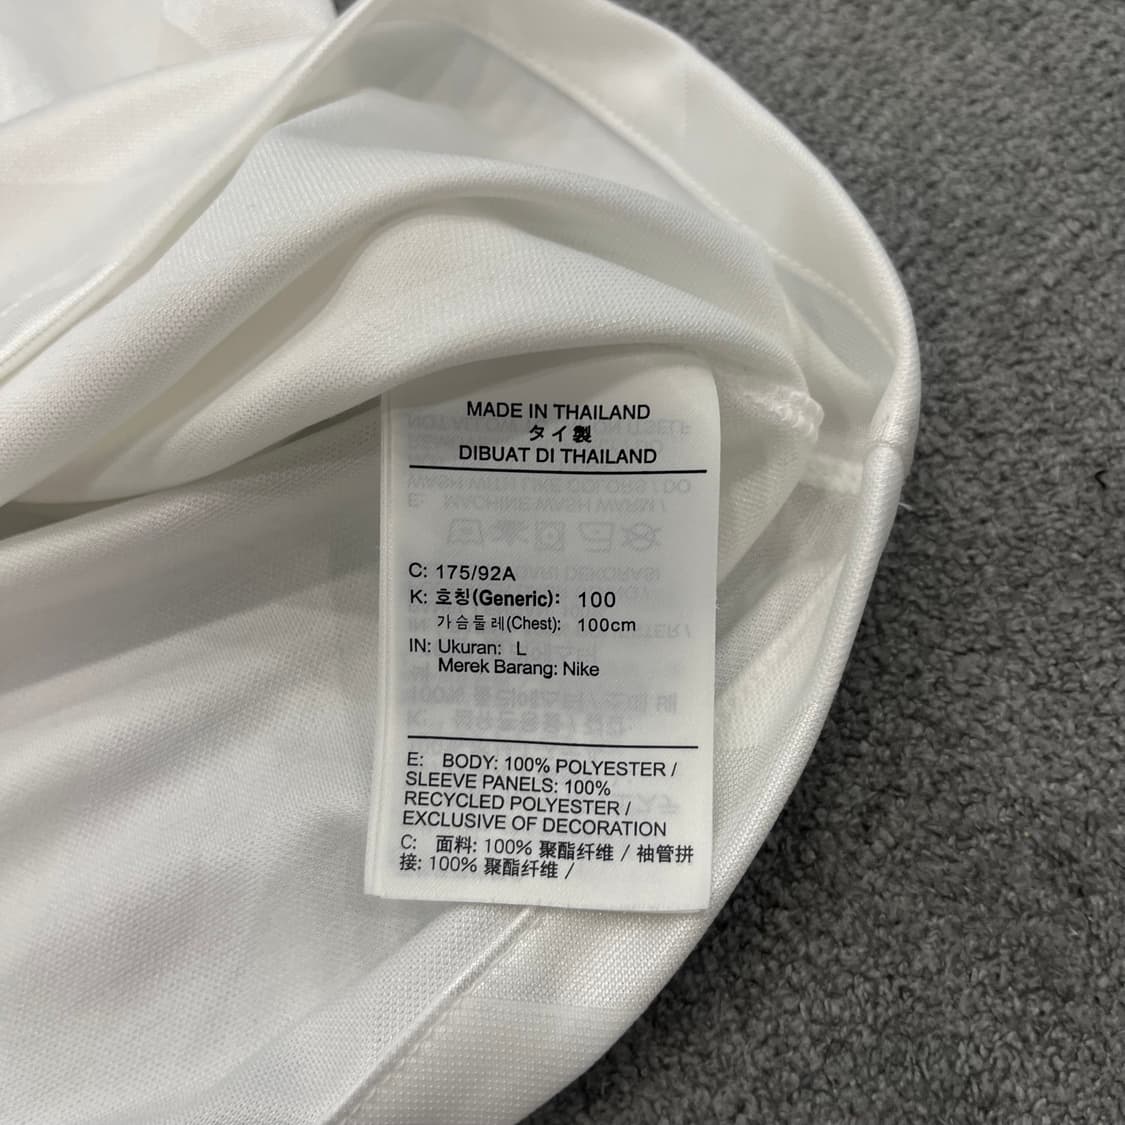 MADE IN THAILAND
タイ製
DIBUAT DI THAILAND
C: 175/92A
K: 호칭(Generic): 100
가슴둘레(Chest): 100cm
IN: Ukuran: L
Merek Barang: Nike
E: BODY: 100% POLYESTER /
SLEEVE PANELS: 100%
RECYCLED POLYESTER /
EXCLUSIVE OF DECORATION
C: 面料: 100% 聚酯纤维 / 袖管拼
接: 100% 聚酯纤维 /